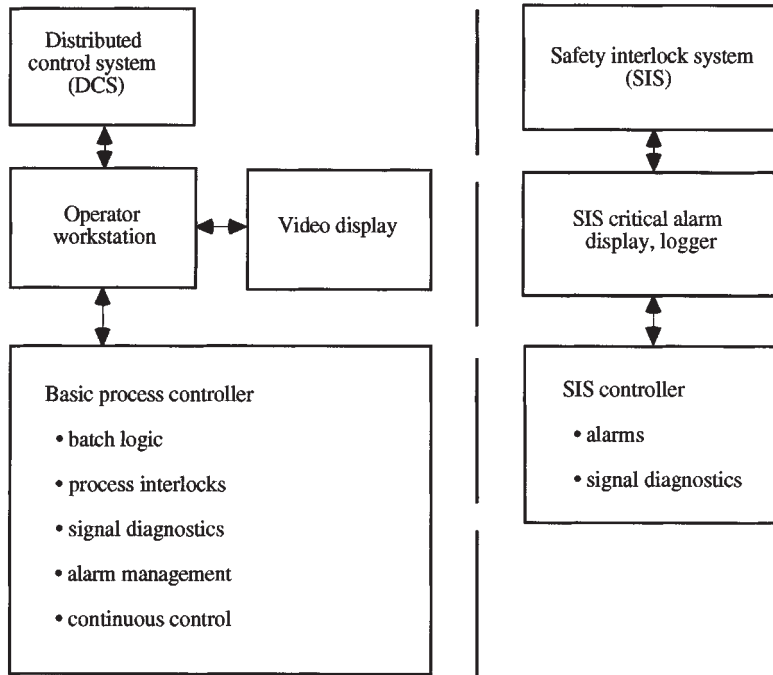 Distributed
control system
(DCS)
Operator
workstation
Video display
Basic process controller
• batch logic
• process interlocks
• signal diagnostics
• alarm management
• continuous control
Safety interlock system
(SIS)
SIS critical alarm
display, logger
SIS controller
• alarms
• signal diagnostics